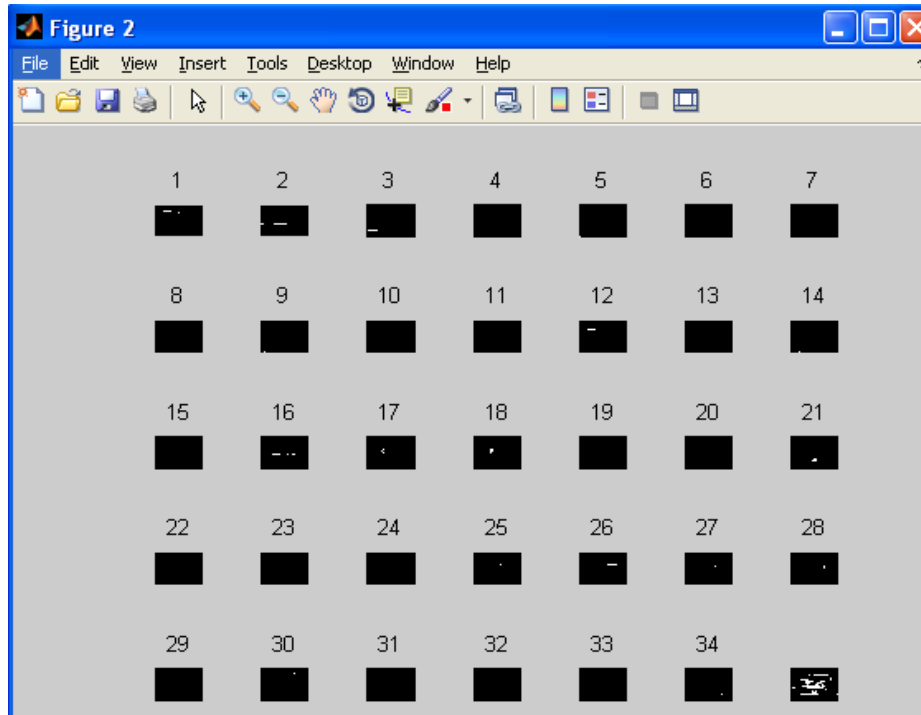 Figure 2
File Edit View Insert Tools Desktop Window Help
1 2 3 4 5 6 7
8 9 10 11 12 13 14
15 16 17 18 19 20 21
22 23 24 25 26 27 28
29 30 31 32 33 34